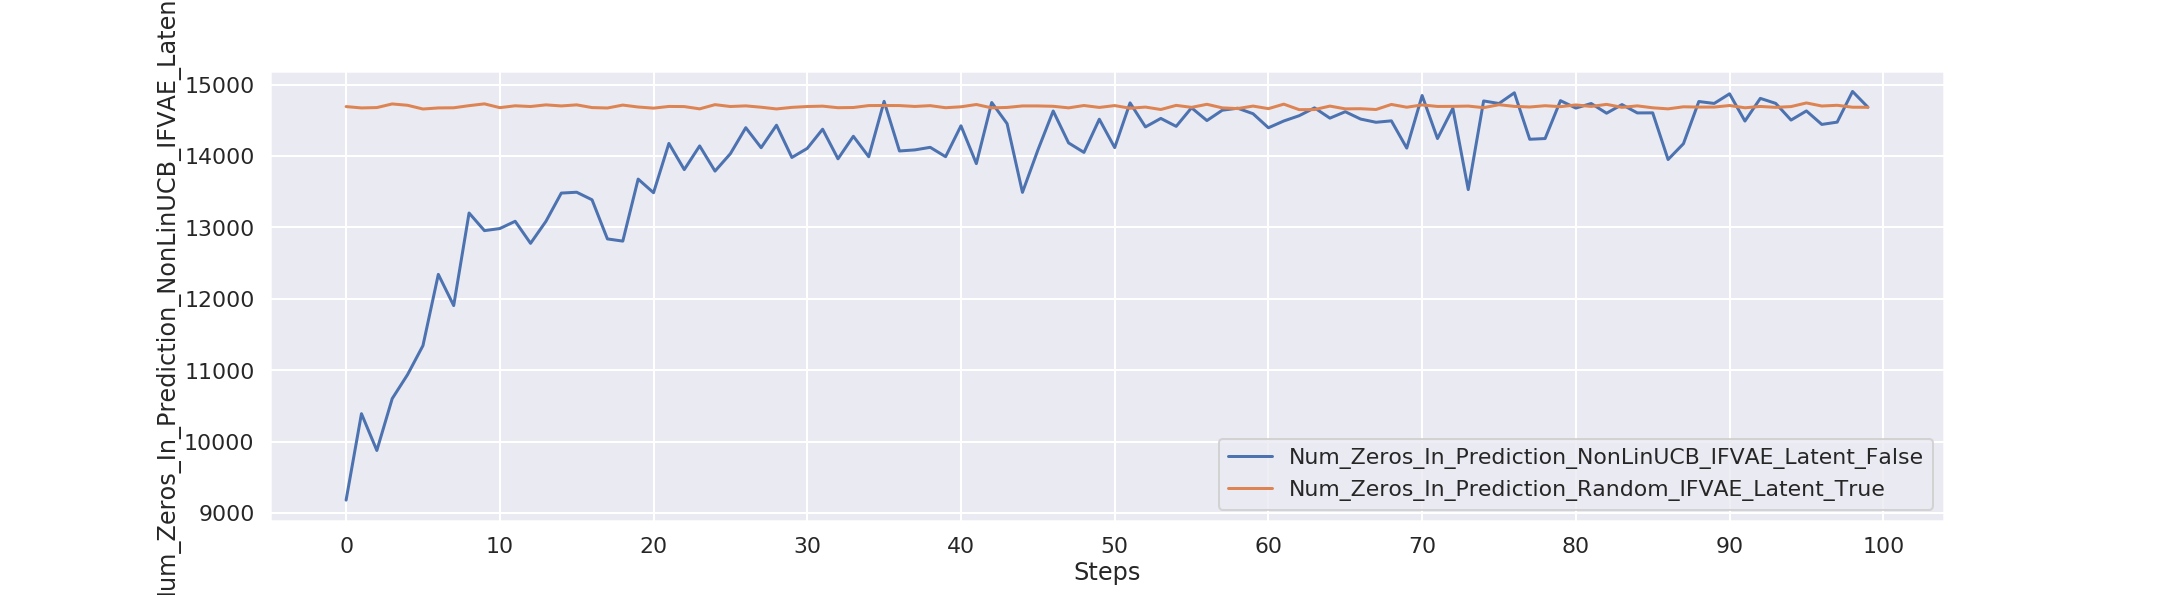 um_Zeros_In_Prediction_NonLinUCB_IFVAE_Laten
15000
14000
13000
12000
11000
10000
9000
0 10 20 30 40 50 60 70 80 90 100
Steps
Num_Zeros_In_Prediction_NonLinUCB_IFVAE_Latent_False
Num_Zeros_In_Prediction_Random_IFVAE_Latent_True